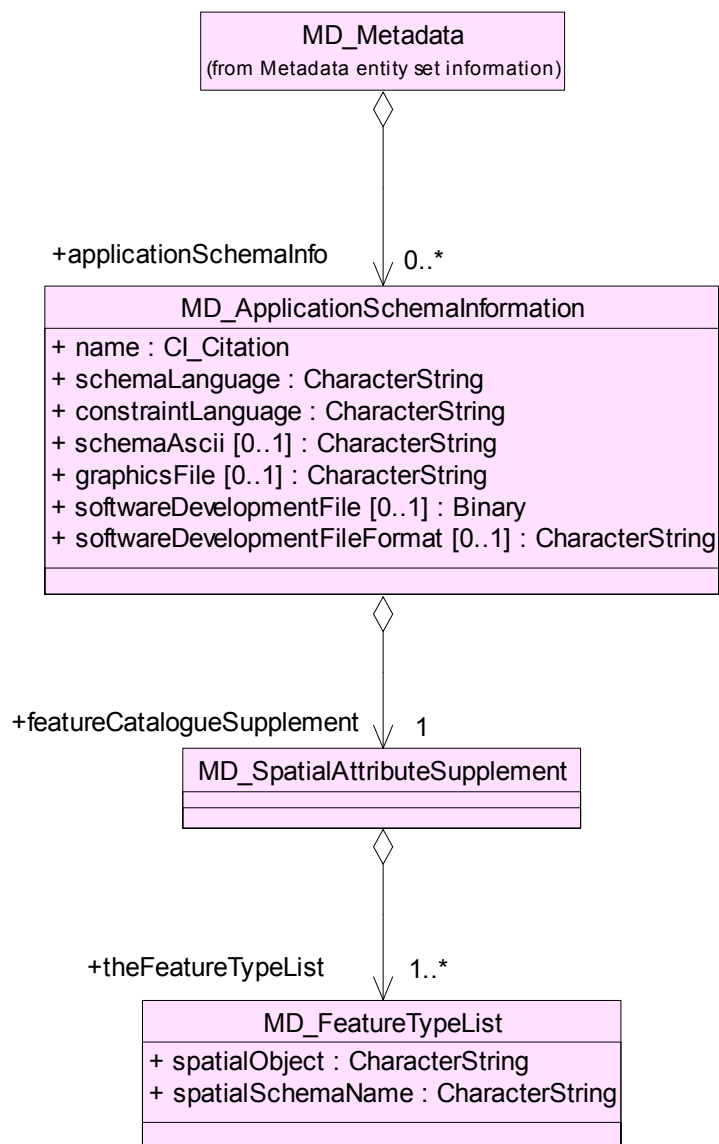 MD_Metadata
(from Metadata entity set information)
+applicationSchemaInfo
0..*
MD_ApplicationSchemaInformation
+ name : CI_Citation
+ schemaLanguage : CharacterString
+ constraintLanguage : CharacterString
+ schemaAscii [0..1] : CharacterString
+ graphicsFile [0..1] : CharacterString
+ softwareDevelopmentFile [0..1] : Binary
+ softwareDevelopmentFileFormat [0..1] : CharacterString
+featureCatalogueSupplement
1
MD_SpatialAttributeSupplement
+theFeatureTypeList
1..*
MD_FeatureTypeList
+ spatialObject : CharacterString
+ spatialSchemaName : CharacterString